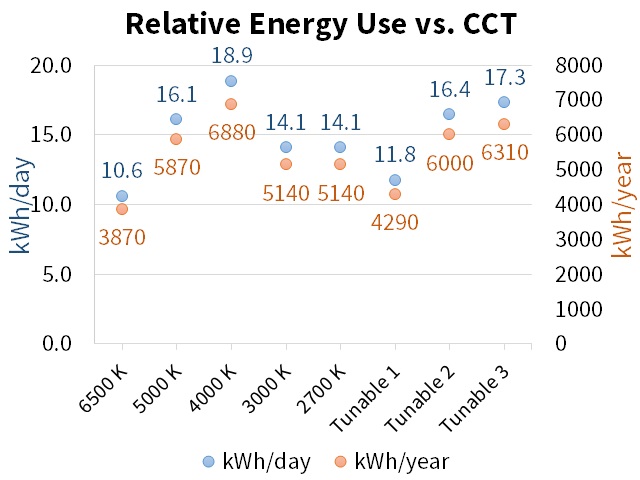 Relative Energy Use vs. CCT
kWh/day
20.0
15.0
10.0
5.0
0.0
8000
7000
6000
5000
4000
3000
2000
1000
0
kWh/year
10.6
16.1
18.9
14.1
14.1
11.8
16.4
17.3
3870
5870
6880
5140
5140
4290
6000
6310
6500 K
5000 K
4000 K
3000 K
2700 K
Tunable 1
Tunable 2
Tunable 3
kWh/day
kWh/year